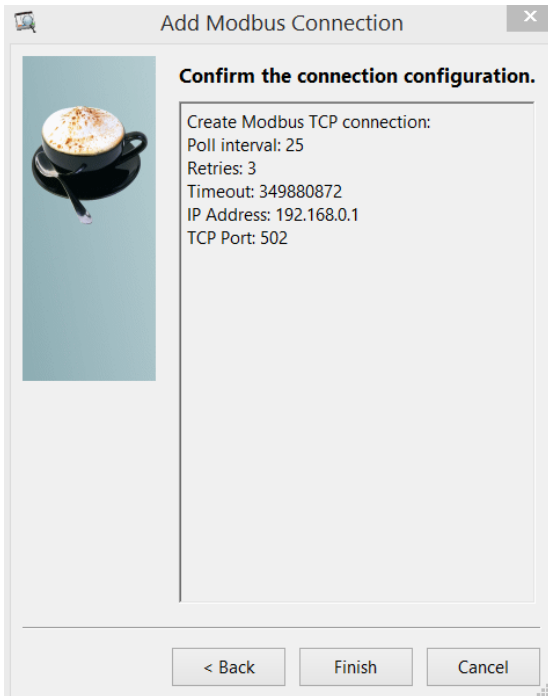 Add Modbus Connection
Confirm the connection configuration.
Create Modbus TCP connection:
Poll interval: 25
Retries: 3
Timeout: 349880872
IP Address: 192.168.0.1
TCP Port: 502
< Back Finish Cancel